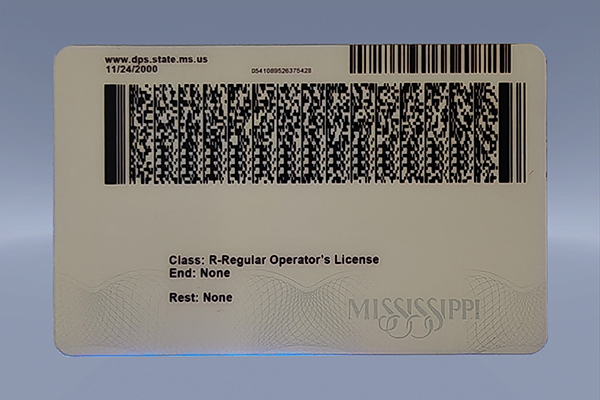 www.dps.state.ms.us
11/24/2000
0541089526375428
Class: R-Regular Operator's License
End: None
Rest: None
MISSISSIPPI